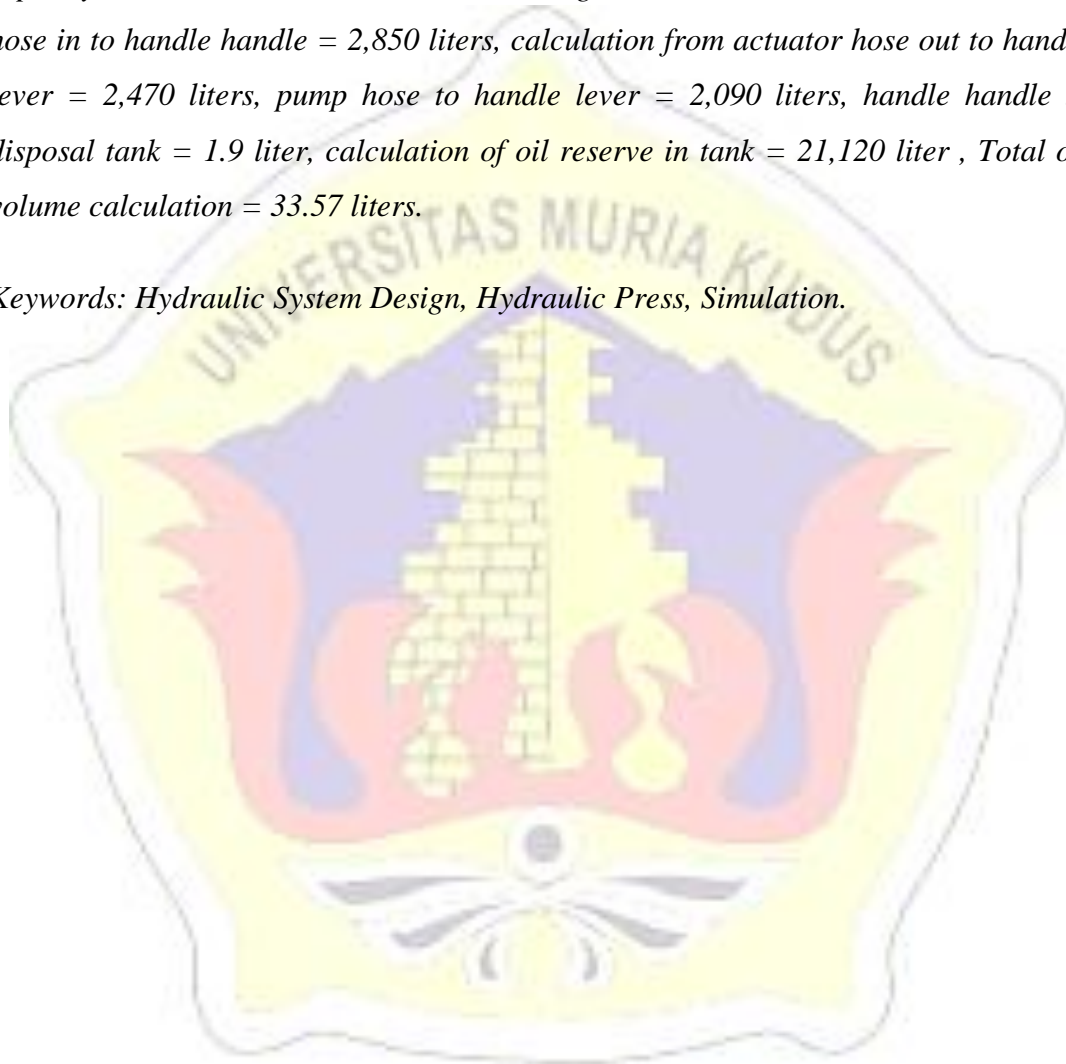 hose in to handle handle = 2,850 liters, calculation from actuator hose out to hand
lever = 2,470 liters, pump hose to handle lever = 2,090 liters, handle handle
disposal tank = 1.9 liter, calculation of oil reserve in tank = 21,120 liter , Total o
volume calculation = 33.57 liters.
UNIVERSITAS MURIA KUDUS
Keywords: Hydraulic System Design, Hydraulic Press, Simulation.